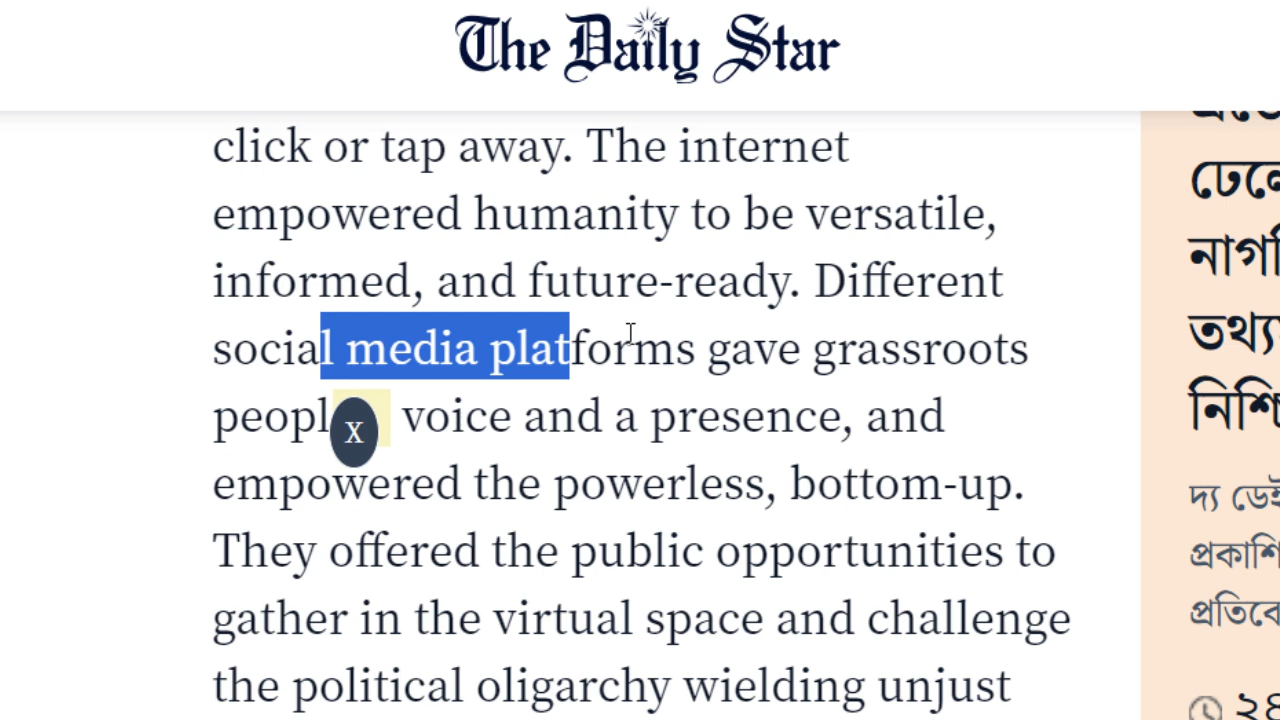 The Daily Star
click or tap away. The internet
empowered humanity to be versatile,
informed, and future-ready. Different
social media platforms gave grassroots
voice and a presence, and
empowered the powerless, bottom-up.
They offered the public opportunities to
gather in the virtual space and challenge
the political oligarchy wielding unjust
x
দ্য